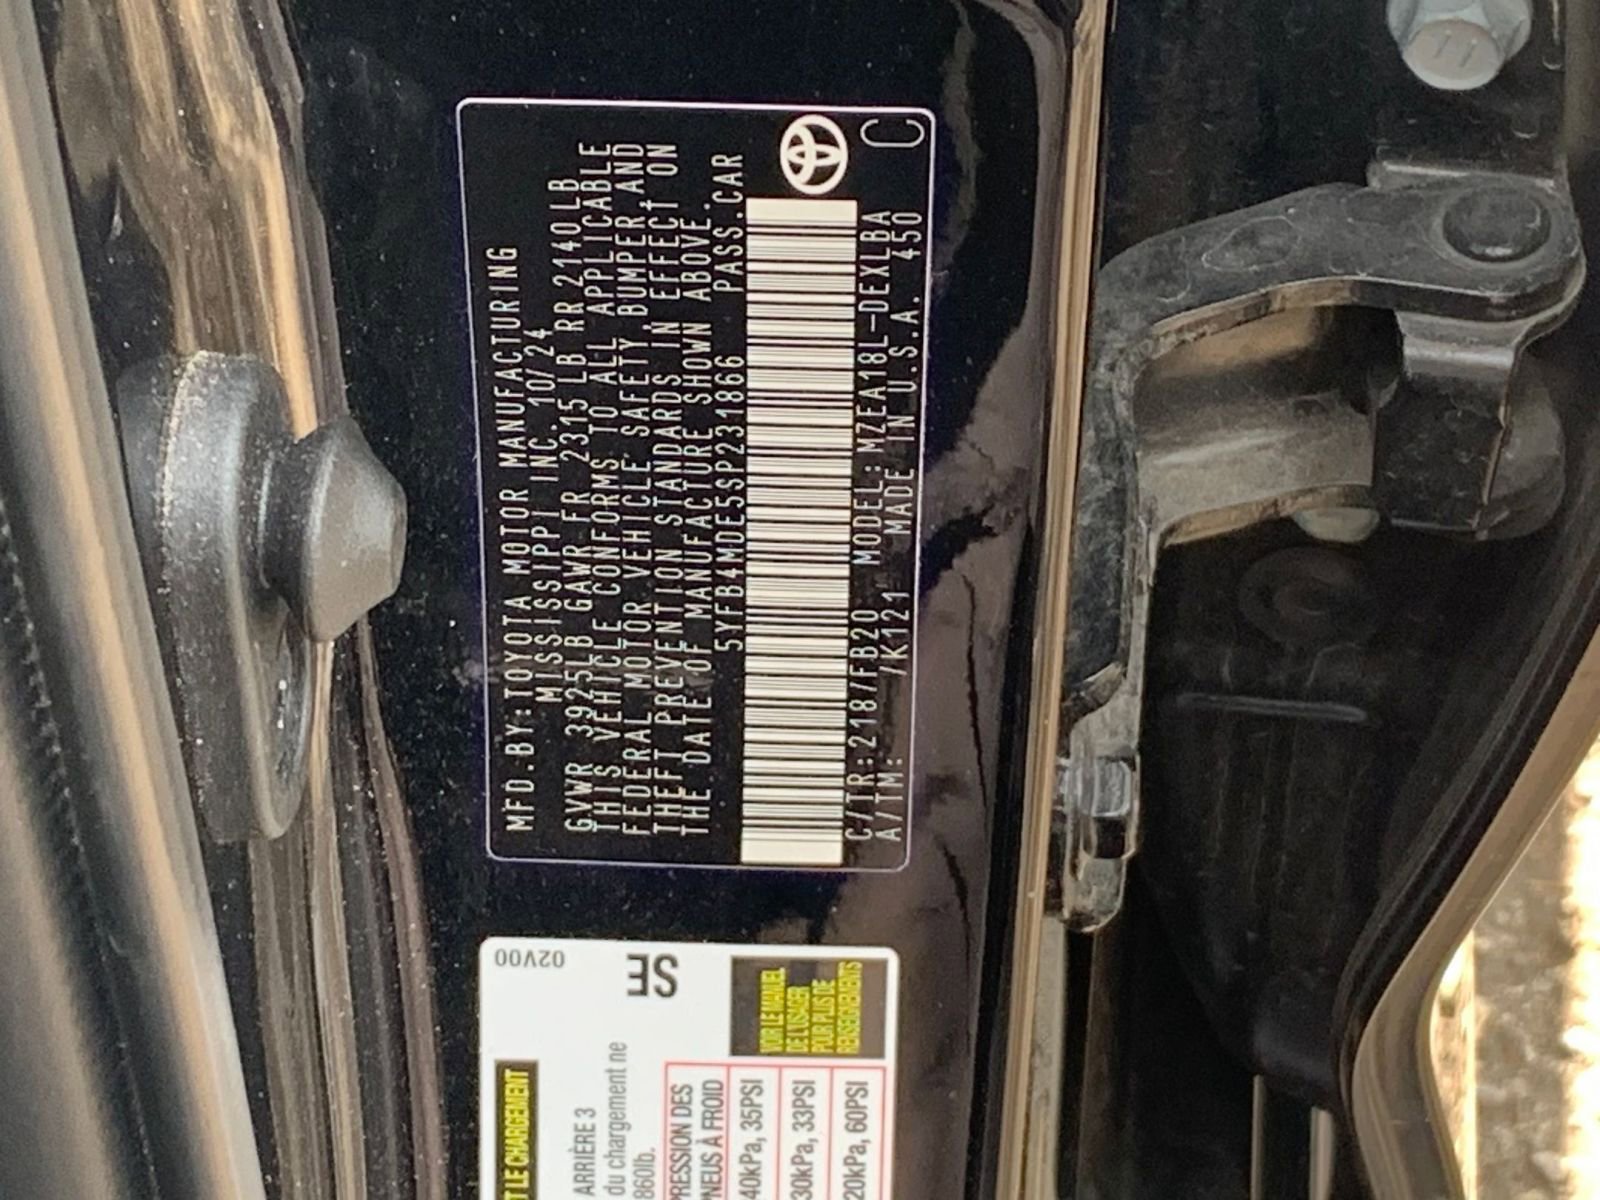 MFD.BY:TOYOTA MOTOR MANUFACTURING
MISSISSIPPI INC. 10/24
GVWR 3925LB GAWR FR 2315 LB RR 2140LB
THIS VEHICLE CONFORMS TO ALL APPLICABLE
FEDERAL MOTOR VEHICLE SAFETY,BUMPER,AND
THEFT PREVENTION STANDARDS IN EFFECT ON
THE DATE OF MANUFACTURE SHOWN ABOVE.
5YFB4MDE5SP231866 PASS.CAR
C/TR:218/FB20 MODEL:MZEA18L-DEXLBA
A/TM: /K121 MADE IN U.S.A. 450
C
02V00
SE
T LE CHARGEMENT
ARRIÈRE 3
du chargement ne
860lb.
PRESSION DES
PNEUS À FROID
VOIR LE MANUEL
DE L'USAGER
POUR PLUS DE
RENSEIGNEMENTS
40kPa, 35PSI
30kPa, 33PSI
20kPa, 60PSI
11